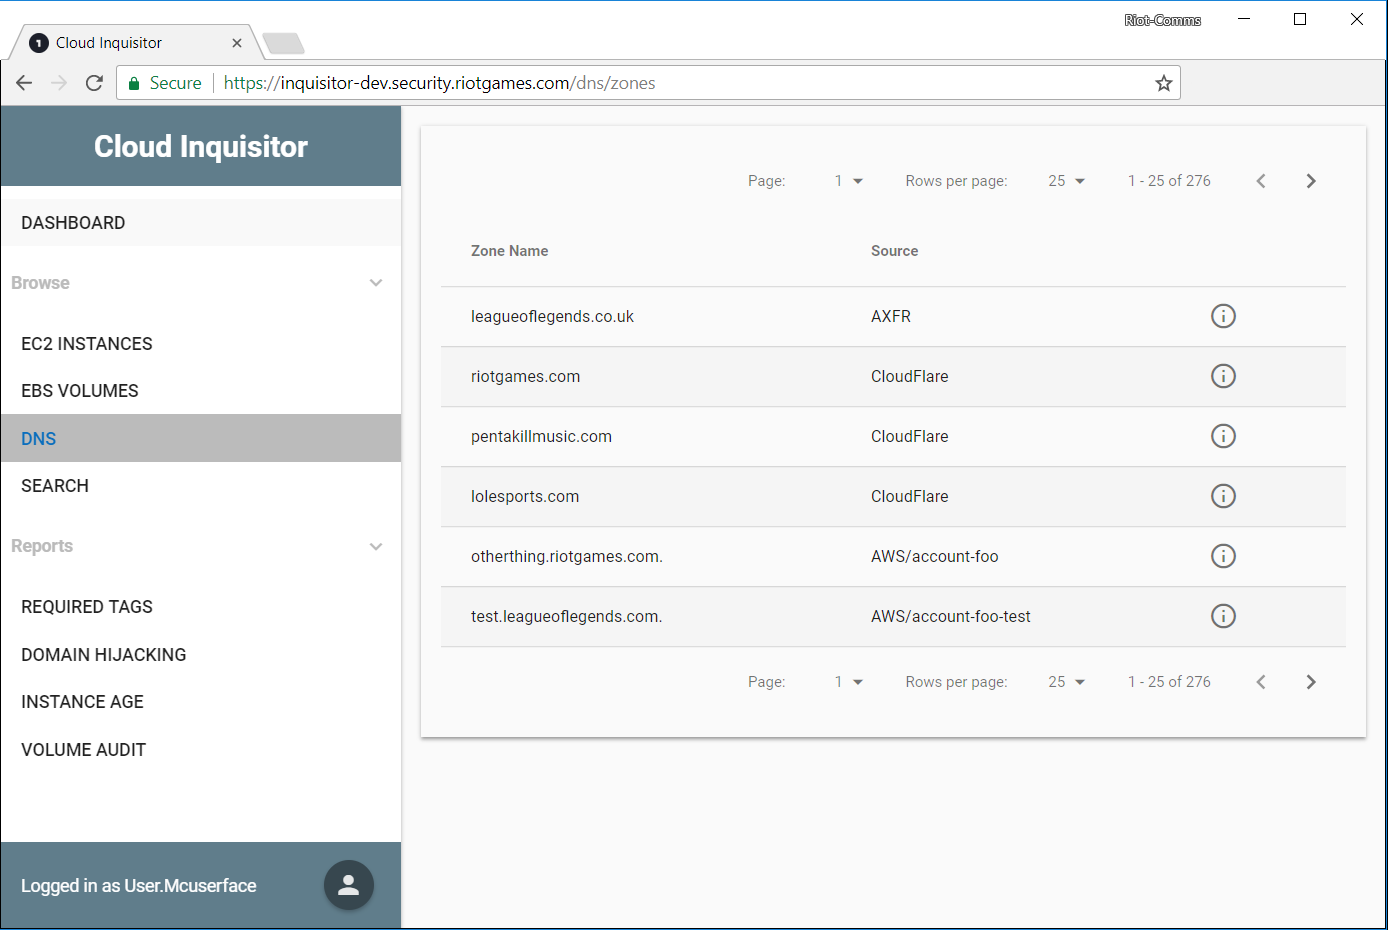 Riot-Comms
1 Cloud Inquisitor
Secure | https://inquisitor-dev.security.riotgames.com/dns/zones
Cloud Inquisitor
DASHBOARD
Browse
EC2 INSTANCES
EBS VOLUMES
DNS
SEARCH
Reports
REQUIRED TAGS
DOMAIN HIJACKING
INSTANCE AGE
VOLUME AUDIT
Logged in as User.Mcuserface
Page: 1 Rows per page: 25 1 - 25 of 276
Zone Name Source
leagueoflegends.co.uk AXFR
riotgames.com CloudFlare
pentakillmusic.com CloudFlare
lolesports.com CloudFlare
otherthing.riotgames.com. AWS/account-foo
test.leagueoflegends.com. AWS/account-foo-test
Page: 1 Rows per page: 25 1 - 25 of 276